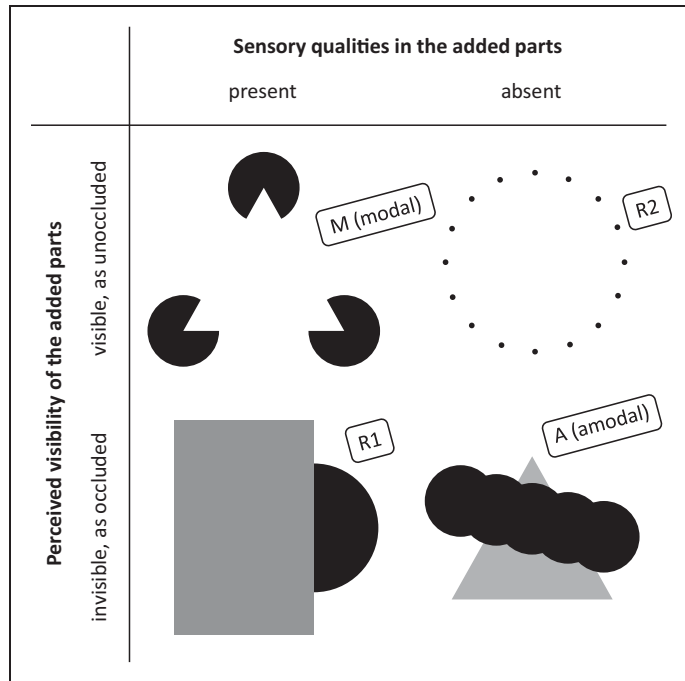 Sensory qualities in the added parts
present
absent
Perceived visibility of the added parts
visible, as unoccluded
M (modal)
R2
invisible, as occluded
R1
A (amodal)